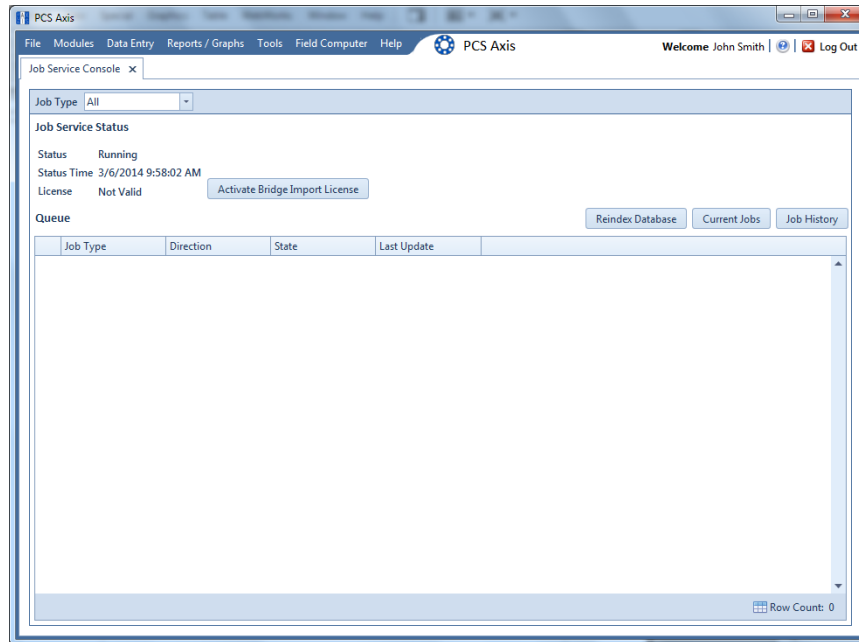 PCS Axis
File Modules Data Entry Reports / Graphs Tools Field Computer Help PCS Axis Welcome John Smith | Log Out
Job Service Console
Job Type All
Job Service Status
Status Running
Status Time 3/6/2014 9:58:02 AM
License Not Valid Activate Bridge Import License
Queue Reindex Database Current Jobs Job History
Job Type Direction State Last Update
Row Count: 0